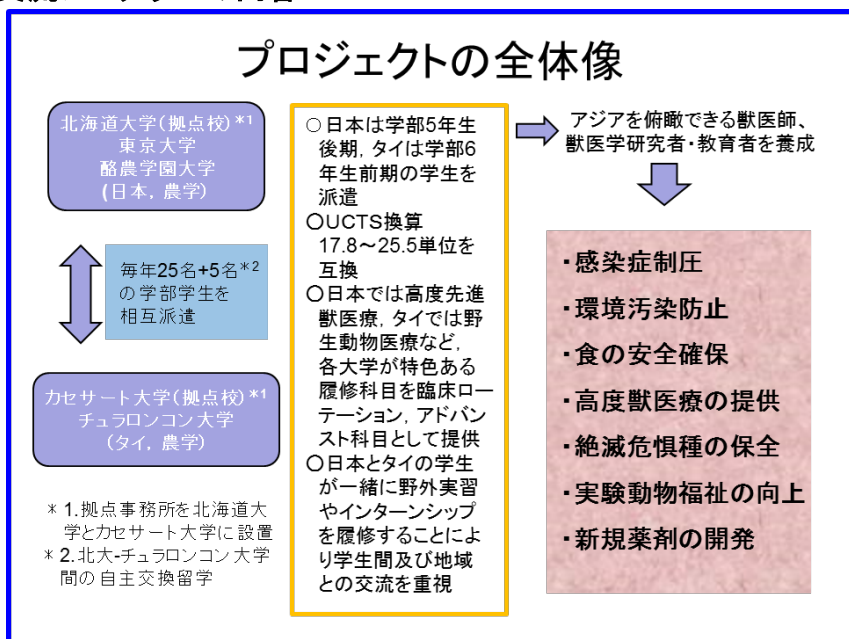 プロジェクトの全体像
北海道大学(拠点校)*1
東京大学
酪農学園大学
(日本, 農学)
毎年25名+5名*2
の学部学生を
相互派遣
カセサート大学(拠点校)*1
チュラロンコン大学
(タイ, 農学)
* 1.拠点事務所を北海道大
学とカセサート大学に設置
* 2.北大-チュラロンコン大学
間の自主交換留学
○日本は学部5年生
後期, タイは学部6
年生前期の学生を
派遣
○UCTS換算
17.8～25.5単位を
互換
○日本では高度先進
獣医療, タイでは野
生動物医療など,
各大学が特色ある
履修科目を臨床ロー
テーション, アドバン
スト科目として提供
○日本とタイの学生
が一緒に野外実習
やインターンシップ
を履修することによ
り学生間及び地域
との交流を重視
アジアを俯瞰できる獣医師、
獣医学研究者・教育者を養成
・感染症制圧
・環境汚染防止
・食の安全確保
・高度獣医療の提供
・絶滅危惧種の保全
・実験動物福祉の向上
・新規薬剤の開発